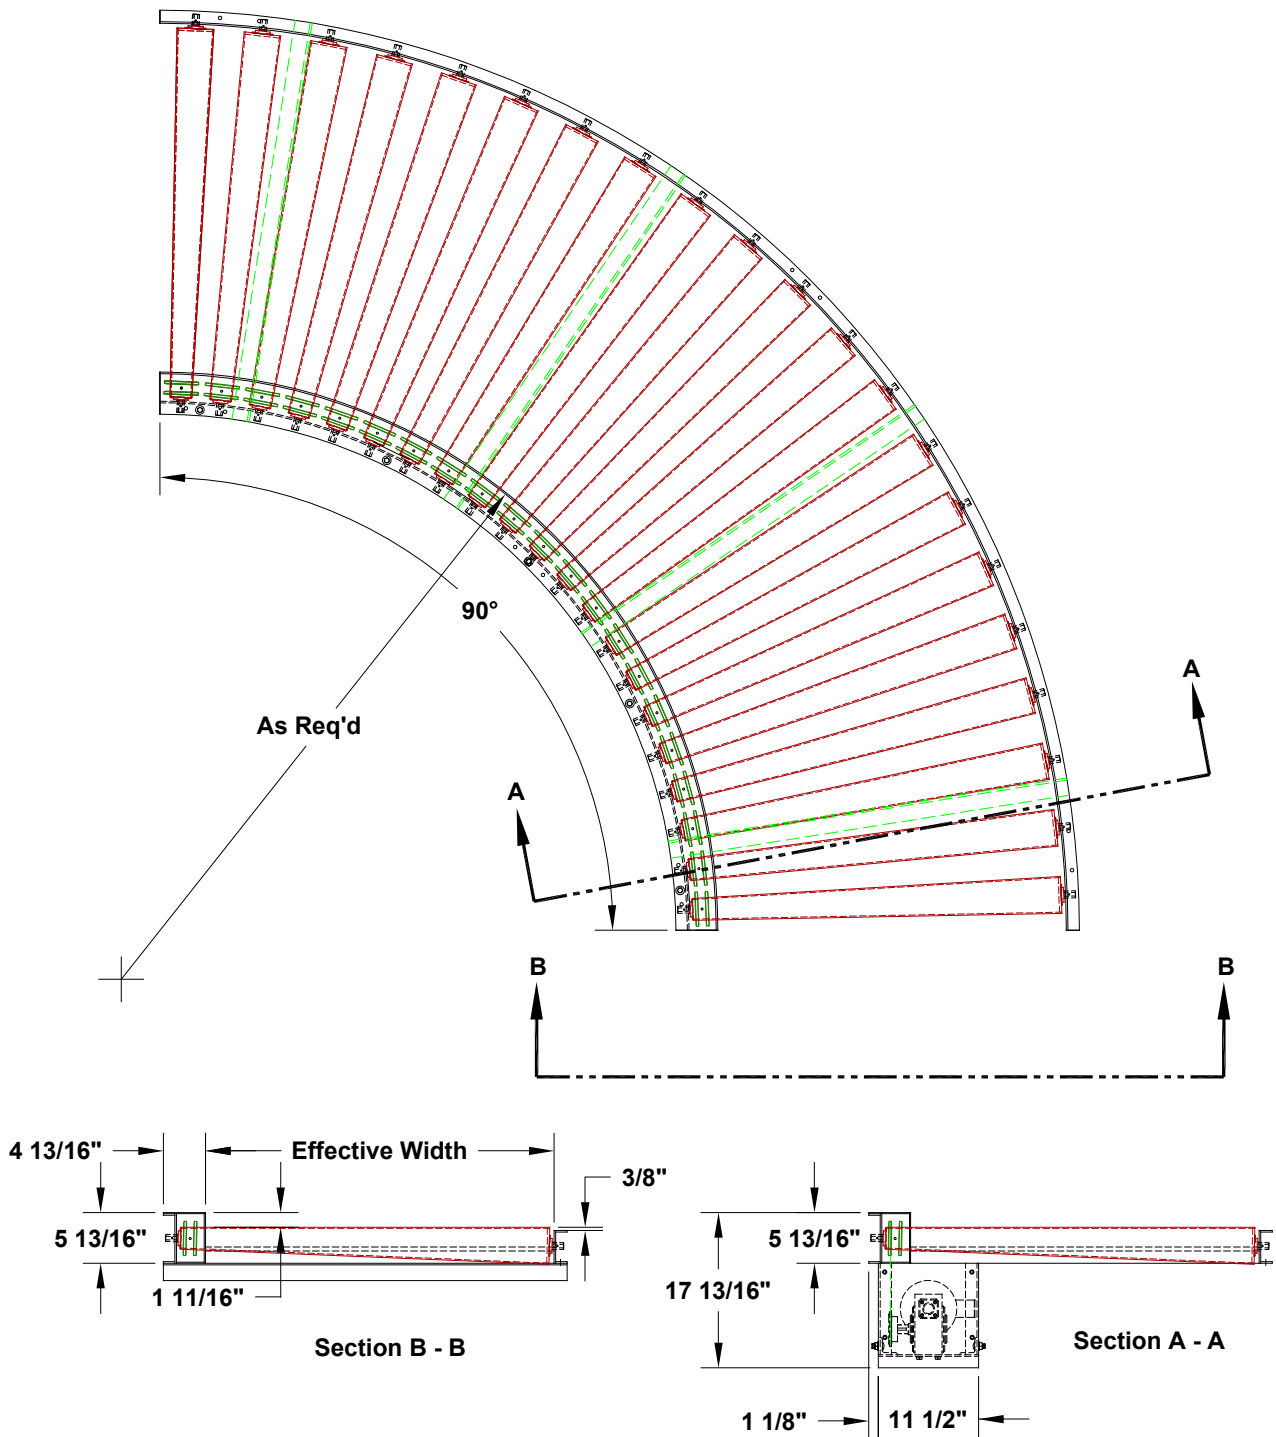 90°
As Req'd
A
A
B
B
4 13/16"
Effective Width
3/8"
5 13/16"
1 11/16"
Section B - B
5 13/16"
17 13/16"
Section A - A
1 1/8"
11 1/2"